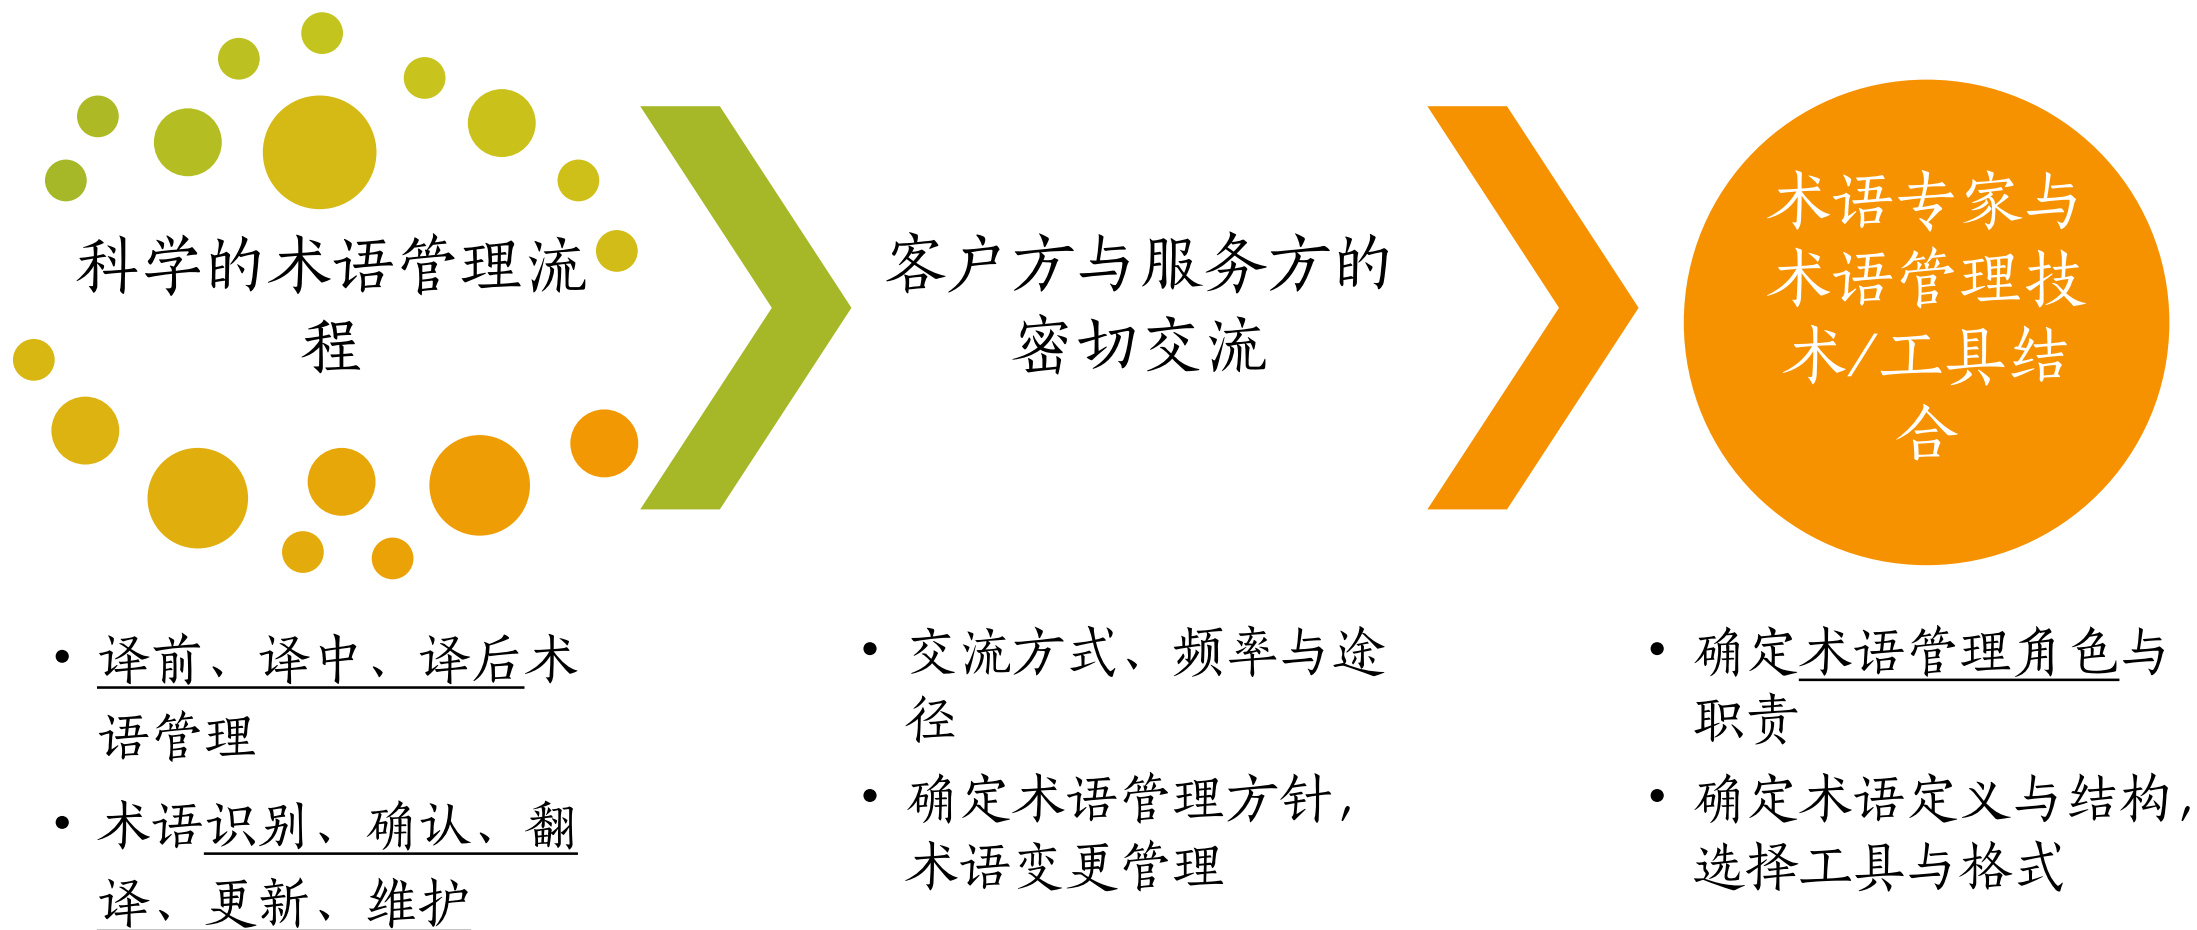 科学的术语管理流
程
客户方与服务方的
密切交流
术语专家与
术语管理技
术/工具结
合
• 译前、译中、译后术
语管理
• 术语识别、确认、翻
译、更新、维护
• 交流方式、频率与途
径
• 确定术语管理方针，
术语变更管理
• 确定术语管理角色与
职责
• 确定术语定义与结构，
选择工具与格式